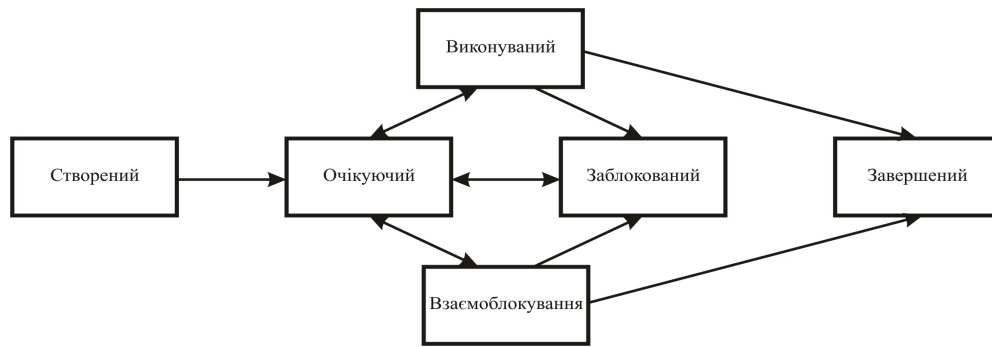 Виконуваний
Створений
Очікуючий
Заблокований
Завершений
Взаємоблокування